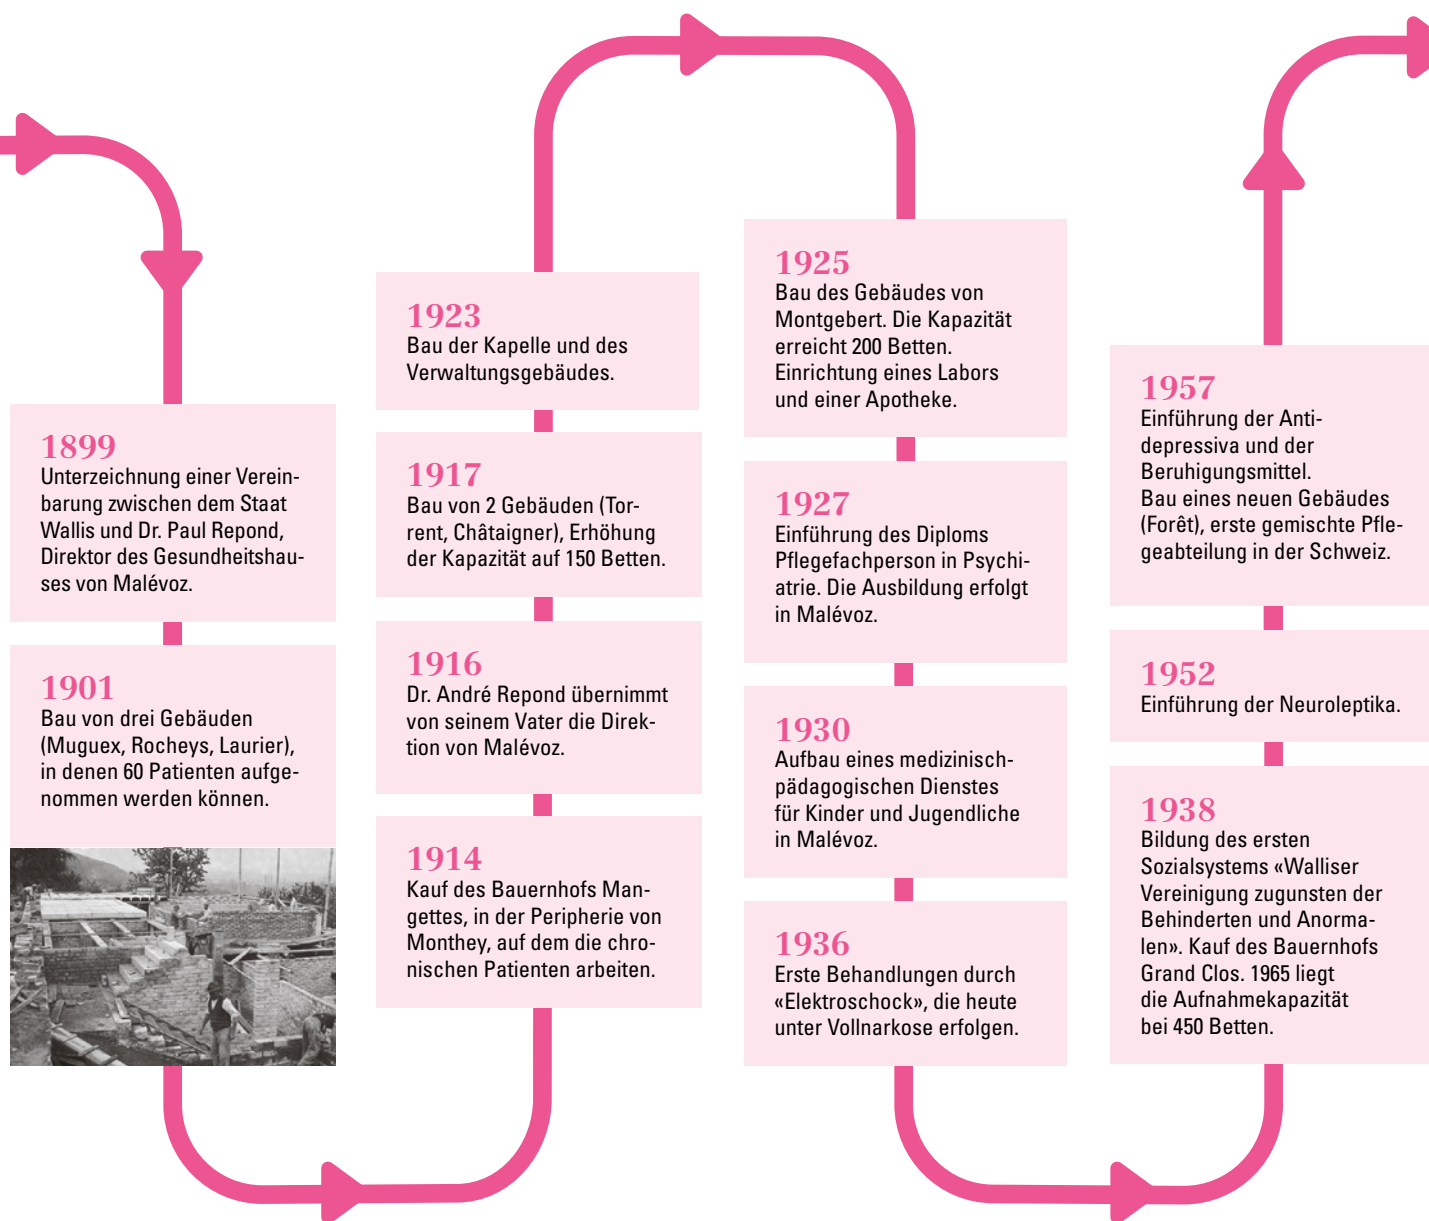 1899
Unterzeichnung einer Verein-
barung zwischen dem Staat
Wallis und Dr. Paul Repond,
Direktor des Gesundheitshau-
ses von Malévoz.
1901
Bau von drei Gebäuden
(Muguex, Rocheys, Laurier),
in denen 60 Patienten aufge-
nommen werden können.
1914
Kauf des Bauernhofs Man-
gettes, in der Peripherie von
Monthey, auf dem die chro-
nischen Patienten arbeiten.
1916
Dr. André Repond übernimmt
von seinem Vater die Direk-
tion von Malévoz.
1917
Bau von 2 Gebäuden (Tor-
rent, Châtaigner), Erhöhung
der Kapazität auf 150 Betten.
1923
Bau der Kapelle und des
Verwaltungsgebäudes.
1925
Bau des Gebäudes von
Montgebert. Die Kapazität
erreicht 200 Betten.
Einrichtung eines Labors
und einer Apotheke.
1927
Einführung des Diploms
Pflegefachperson in Psychi-
atrie. Die Ausbildung erfolgt
in Malévoz.
1930
Aufbau eines medizinisch-
pädagogischen Dienstes
für Kinder und Jugendliche
in Malévoz.
1936
Erste Behandlungen durch
«Elektroschock», die heute
unter Vollnarkose erfolgen.
1938
Bildung des ersten
Sozialsystems «Walliser
Vereinigung zugunsten der
Behinderten und Anorma-
len». Kauf des Bauernhofs
Grand Clos. 1965 liegt
die Aufnahmekapazität
bei 450 Betten.
1952
Einführung der Neuroleptika.
1957
Einführung der Anti-
depressiva und der
Beruhigungsmittel.
Bau eines neuen Gebäudes
(Forêt), erste gemischte Pfle-
geabteilung in der Schweiz.